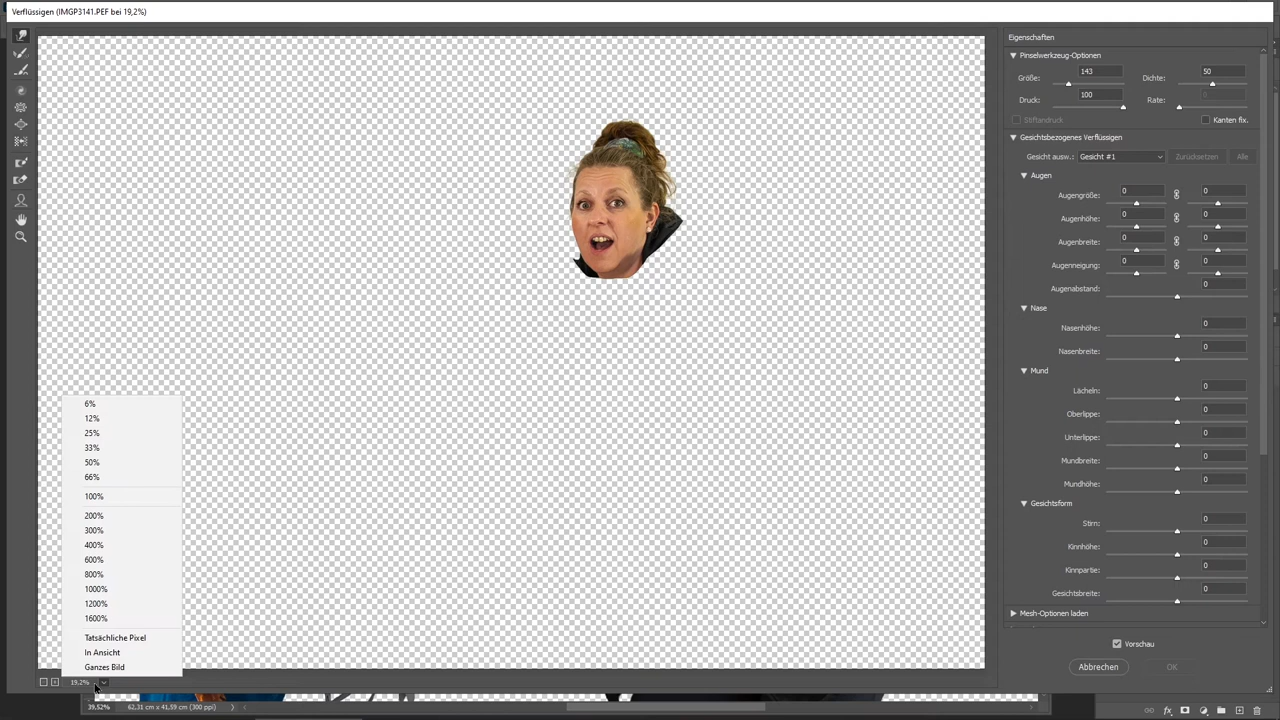 Verflüssigen (IMGP3141.PEF bei 19,2%)
Eigenschaften
Pinselwerkzeug-Optionen
Größe: 143 Dichte: 50
Druck: 100 Rate: 0
Stiftandruck Kanten fix.
Gesichtsbezogenes Verflüssigen
Gesicht ausw.: Gesicht #1 Zurücksetzen Alle
Augen
Augengröße: 0 0
Augenhöhe: 0 0
Augenbreite: 0 0
Augenneigung: 0 0
Augenabstand: 0
Nase
Nasenhöhe: 0
Nasenbreite: 0
Mund
Lächeln: 0
Oberlippe: 0
Unterlippe: 0
Mundbreite: 0
Mundhöhe: 0
Gesichtsform
Stirn: 0
Kinnhöhe: 0
Kinnpartie: 0
Gesichtsbreite: 0
Mesh-Optionen laden
Vorschau
Abbrechen OK
6%
12%
25%
33%
50%
66%
100%
200%
300%
400%
600%
800%
1000%
1200%
1600%
Tatsächliche Pixel
In Ansicht
Ganzes Bild
19,2%
39,52% 62,31 cm x 41,59 cm (300 ppi)